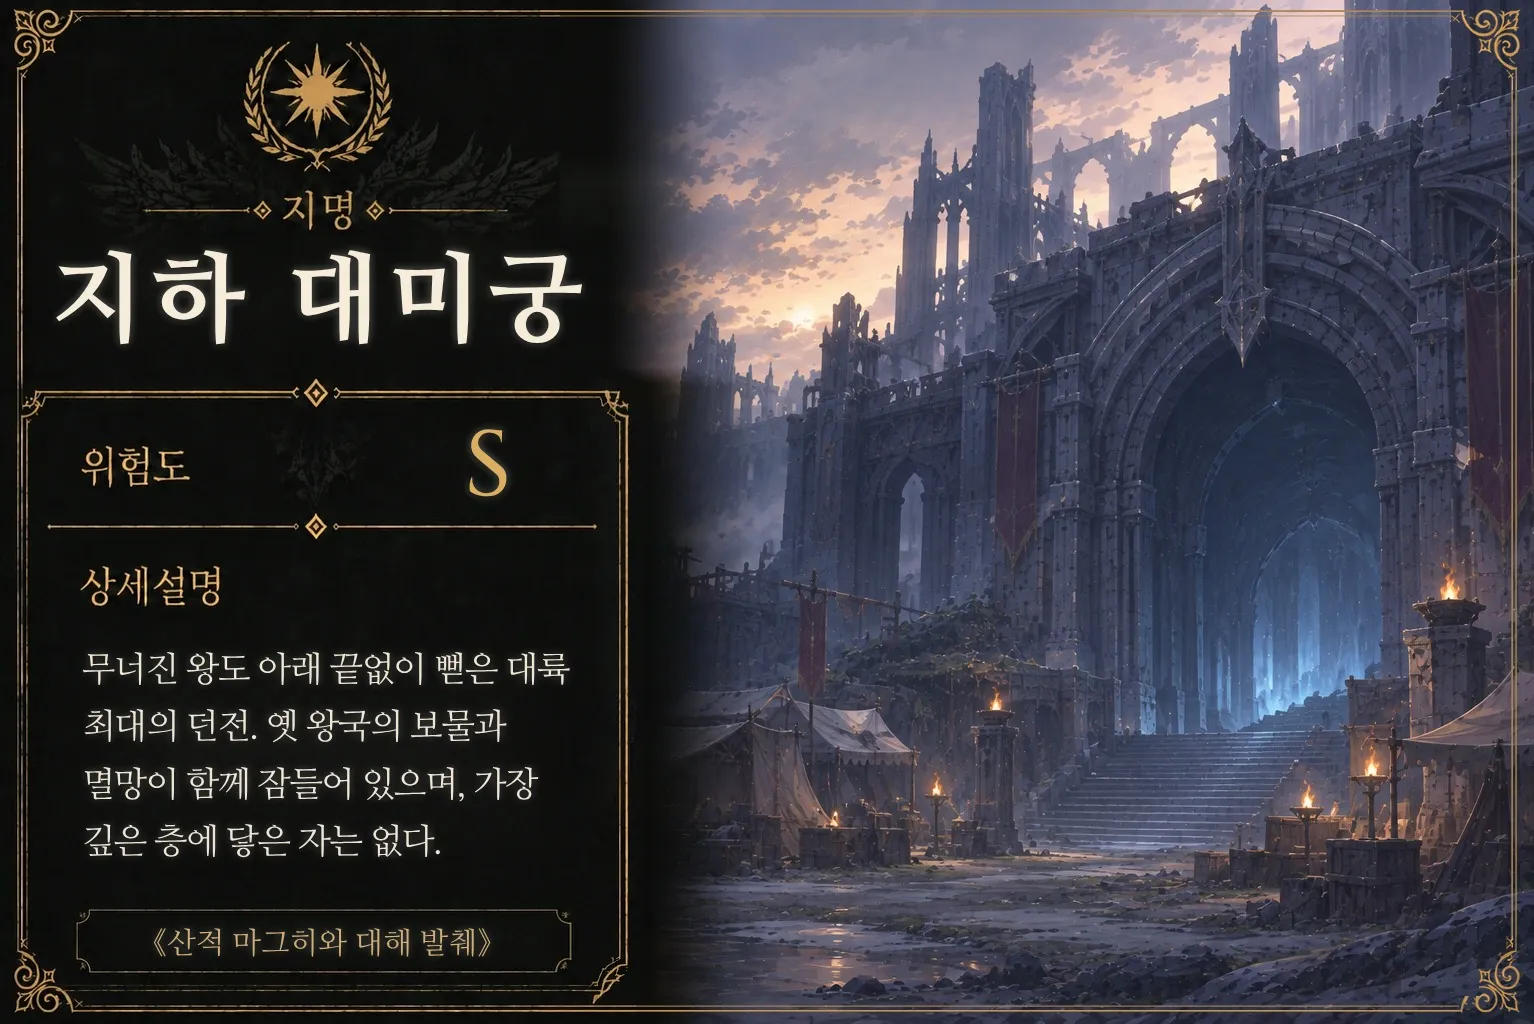 지명
지하 대미궁
위험도 S
상세설명
무너진 왕도 아래 끝없이 뻗은 대륙
최대의 던전. 옛 왕국의 보물과
멸망이 함께 잠들어 있으며, 가장
깊은 층에 닿은 자는 없다.
《산적 마그히와 대해 발췌》